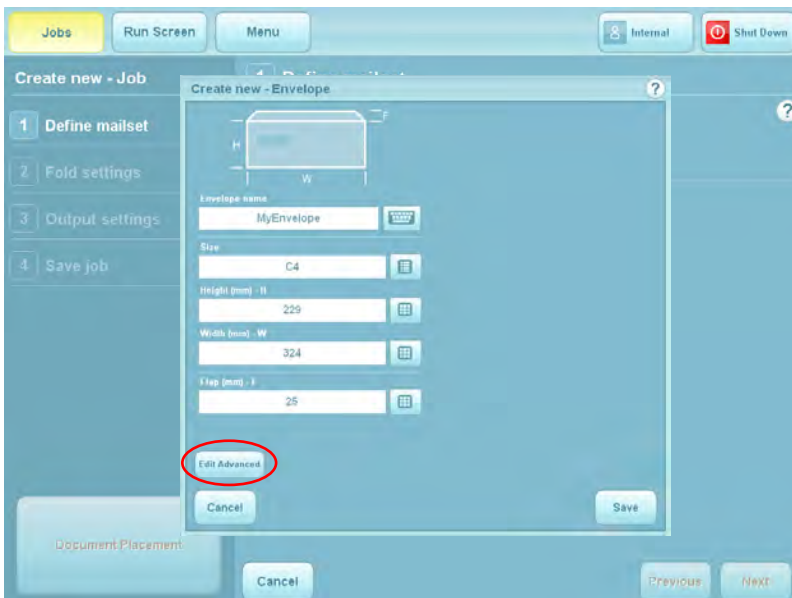 Jobs
Run Screen
Menu
Internal
Shut Down
Create new - Job
Create new - Envelope
?
?
1 Define mailset
2 Fold settings
3 Output settings
4 Save job
F
H
W
Envelope name
MyEnvelope
Size
C4
Height (mm) - H
229
Width (mm) - W
324
Flap (mm) - F
25
Edit Advanced
Cancel
Save
Document Placement
Cancel
Previous
Next